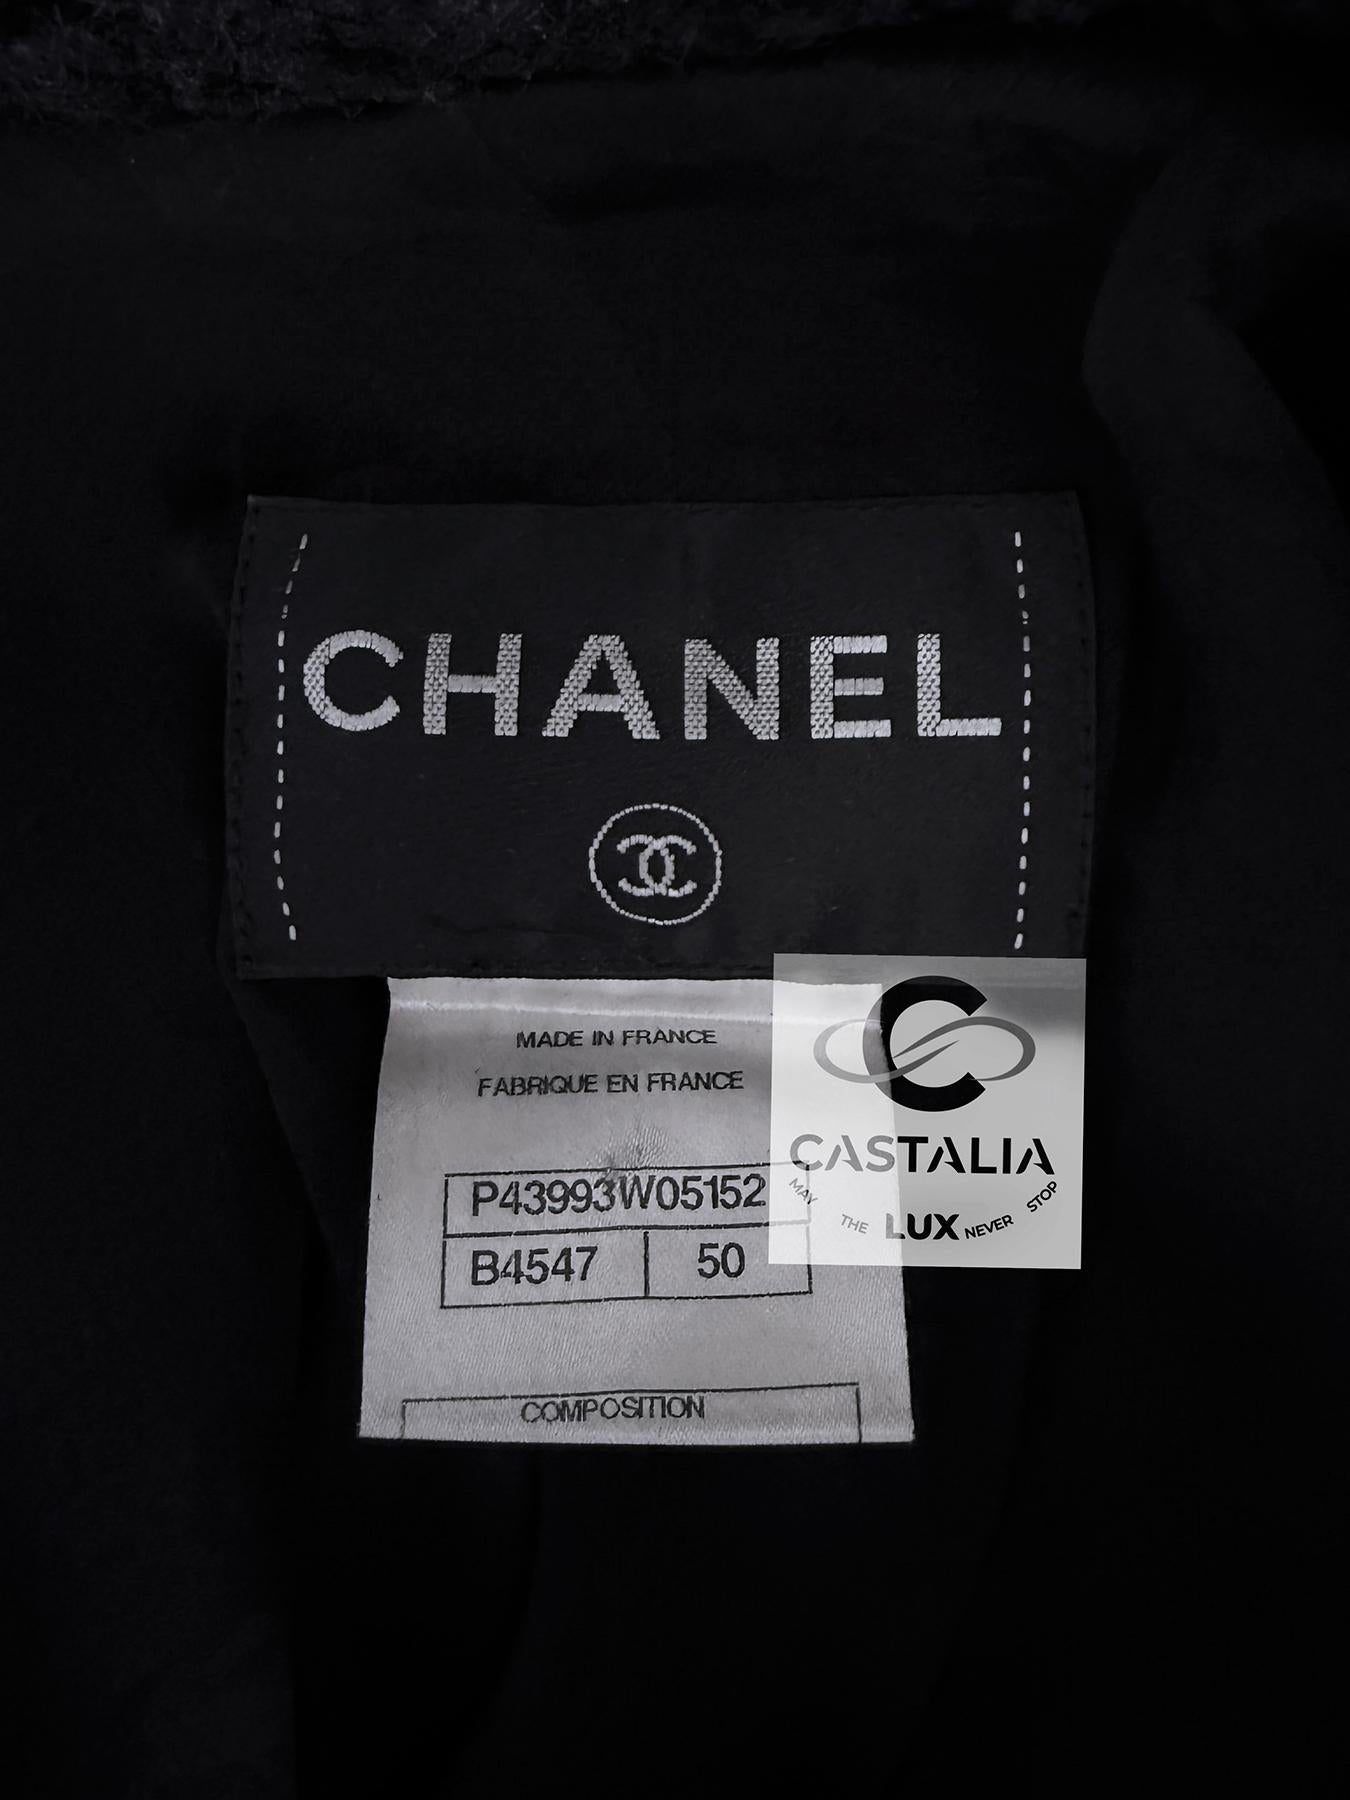 CHANEL
MADE IN FRANCE
FABRIQUE EN FRANCE
P43993W05152
B4547 50
COMPOSITION
CASTALIA
MAY THE LUX NEVER STOP